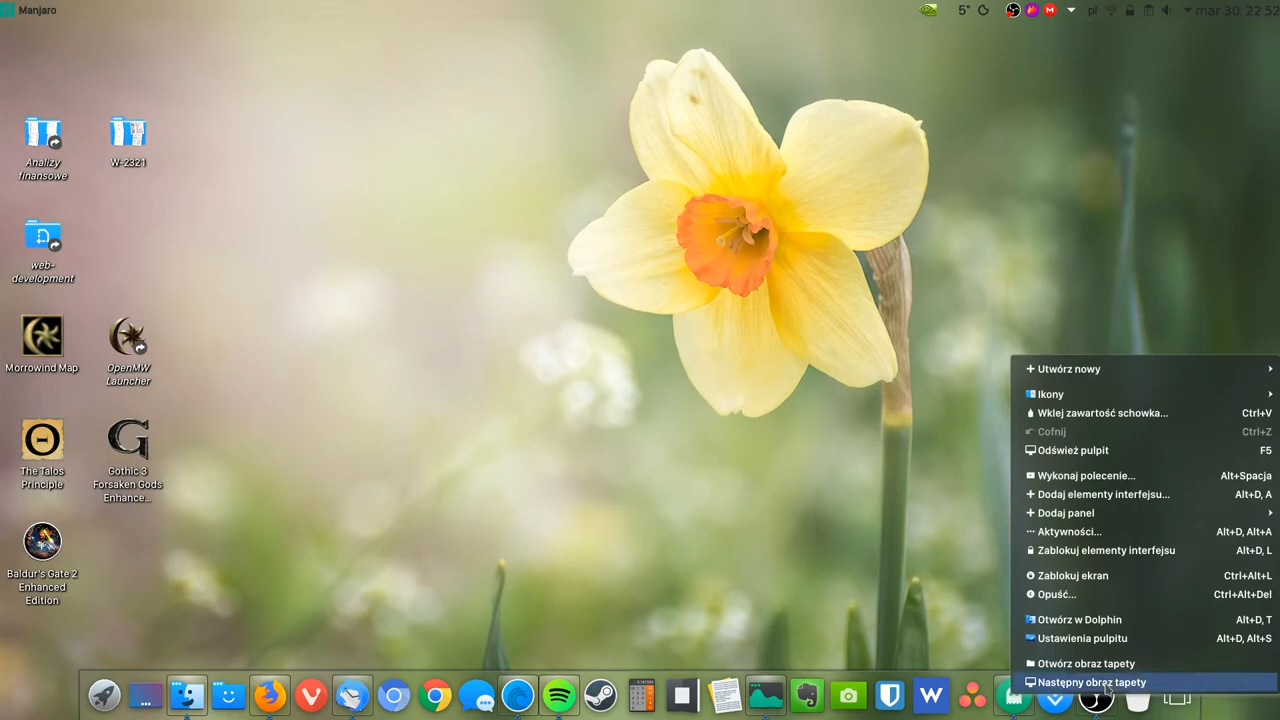 Manjaro
5°
M
pl
mar 30, 22:52
Analizy
finansowe
W-2321
web-
development
Morrowind Map
OpenMW
Launcher
The Talos
Principle
Gothic 3
Forsaken Gods
Enhance...
Baldur's Gate 2
Enhanced
Edition
Utwórz nowy
Ikony
Wklej zawartość schowka... Ctrl+V
Cofnij Ctrl+Z
Odśwież pulpit F5
Wykonaj polecenie... Alt+Spacja
Dodaj elementy interfejsu... Alt+D, A
Dodaj panel
Aktywności... Alt+D, Alt+A
Zablokuj elementy interfejsu Alt+D, L
Zablokuj ekran Ctrl+Alt+L
Opuść... Ctrl+Alt+Del
Otwórz w Dolphin Alt+D, T
Ustawienia pulpitu Alt+D, Alt+S
Otwórz obraz tapety
Następny obraz tapety
W